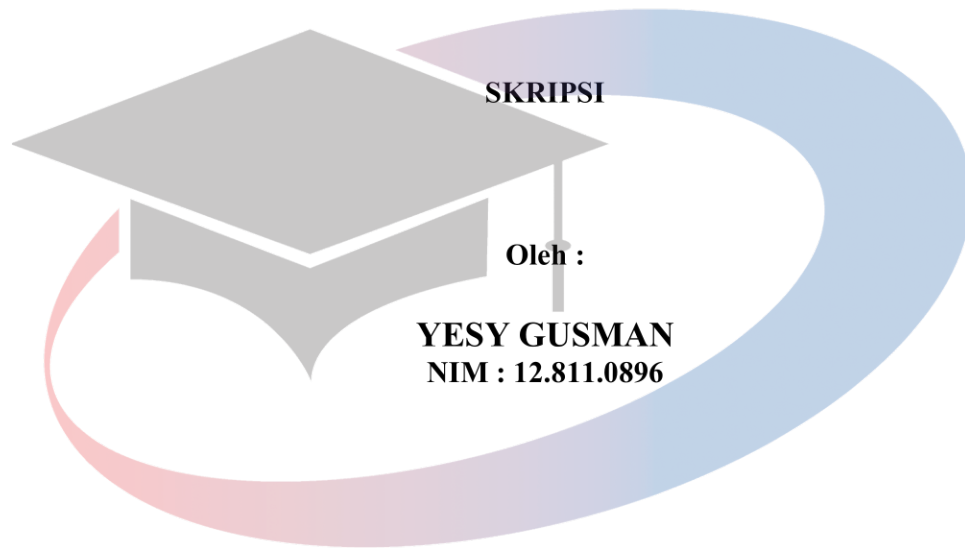 SKRIPSI
Oleh :
YESY GUSMAN
NIM : 12.811.0896